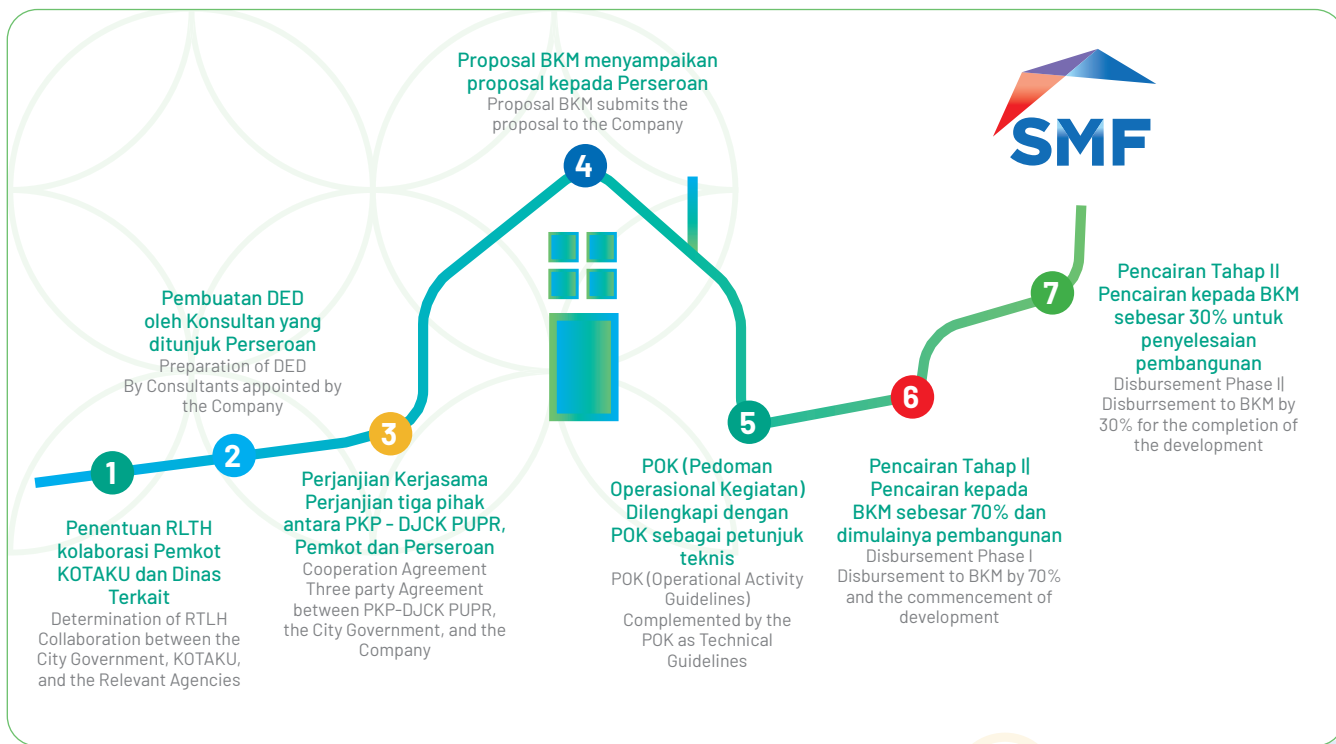 1
Penentuan RLTH
kolaborasi Pemkot
KOTAKU dan Dinas
Terkait
Determination of RTLH
Collaboration between the
City Government, KOTAKU,
and the Relevant Agencies
2
Pembuatan DED
oleh Konsultan yang
ditunjuk Perseroan
Preparation of DED
By Consultants appointed by
the Company
3
Perjanjian Kerjasama
Perjanjian tiga pihak
antara PKP - DJCK PUPR,
Pemkot dan Perseroan
Cooperation Agreement
Three party Agreement
between PKP-DJCK PUPR,
the City Government, and the
Company
4
Proposal BKM menyampaikan
proposal kepada Perseroan
Proposal BKM submits the
proposal to the Company
5
POK (Pedoman
Operasional Kegiatan)
Dilengkapi dengan
POK sebagai petunjuk
teknis
POK (Operational Activity
Guidelines)
Complemented by the
POK as Technical
Guidelines
6
Pencairan Tahap I|
Pencairan kepada
BKM sebesar 70% dan
dimulainya pembangunan
Disbursement Phase I
Disbursement to BKM by 70%
and the commencement of
development
7
Pencairan Tahap II
Pencairan kepada BKM
sebesar 30% untuk
penyelesaian
pembangunan
Disbursement Phase I|
Disburrsement to BKM by
30% for the completion of
the development
SMF